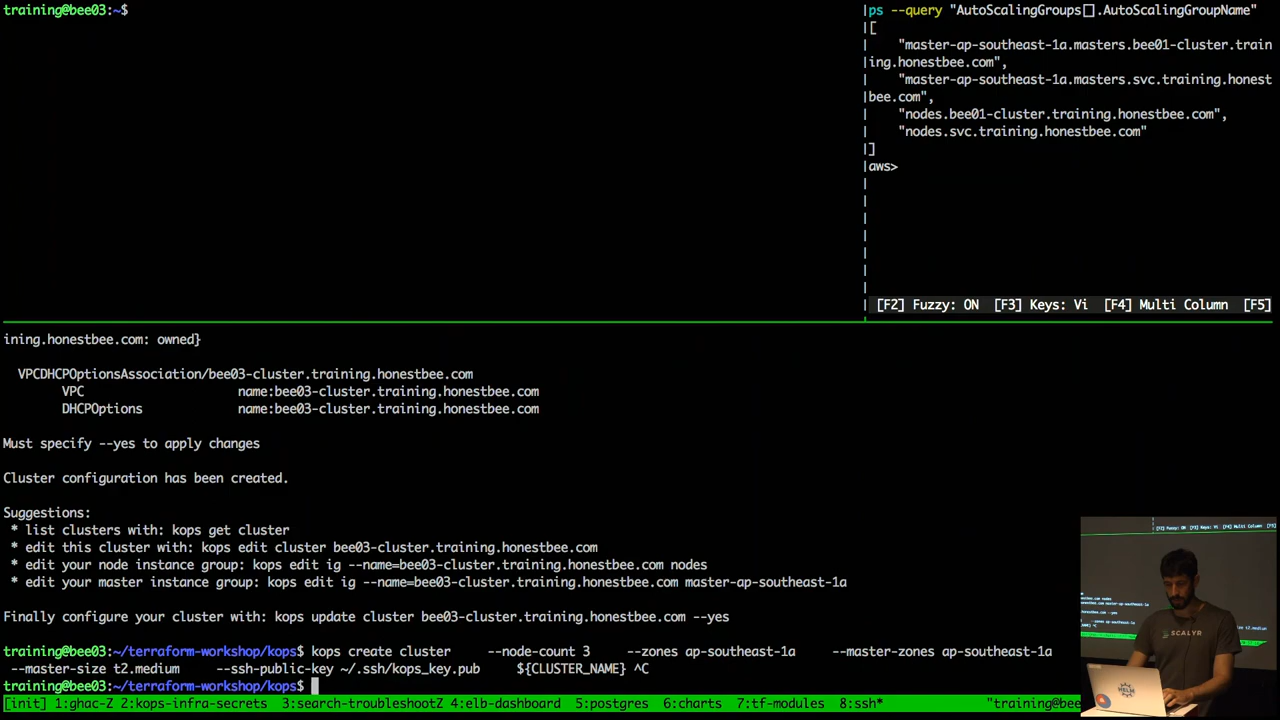 training@bee03:~$
ps --query "AutoScalingGroups[].AutoScalingGroupName"
[
"master-ap-southeast-1a.masters.bee01-cluster.train
ing.honestbee.com",
"master-ap-southeast-1a.masters.svc.training.honest
bee.com",
"nodes.bee01-cluster.training.honestbee.com",
"nodes.svc.training.honestbee.com"
]
aws>
[F2] Fuzzy: ON [F3] Keys: Vi [F4] Multi Column [F5]
ining.honestbee.com: owned}
VPCDHCPOptionsAssociation/bee03-cluster.training.honestbee.com
VPC name:bee03-cluster.training.honestbee.com
DHCPOptions name:bee03-cluster.training.honestbee.com
Must specify --yes to apply changes
Cluster configuration has been created.
Suggestions:
* list clusters with: kops get cluster
* edit this cluster with: kops edit cluster bee03-cluster.training.honestbee.com
* edit your node instance group: kops edit ig --name=bee03-cluster.training.honestbee.com nodes
* edit your master instance group: kops edit ig --name=bee03-cluster.training.honestbee.com master-ap-southeast-1a
Finally configure your cluster with: kops update cluster bee03-cluster.training.honestbee.com --yes
training@bee03:~/terraform-workshop/kops$ kops create cluster --node-count 3 --zones ap-southeast-1a --master-zones ap-southeast-1a
--master-size t2.medium --ssh-public-key ~/.ssh/kops_key.pub ${CLUSTER_NAME} ^C
training@bee03:~/terraform-workshop/kops$
[init] 1:ghac-Z 2:kops-infra-secrets 3:search-troubleshootZ 4:elb-dashboard 5:postgres 6:charts 7:tf-modules 8:ssh* "training@bee
SCALYR
HELM